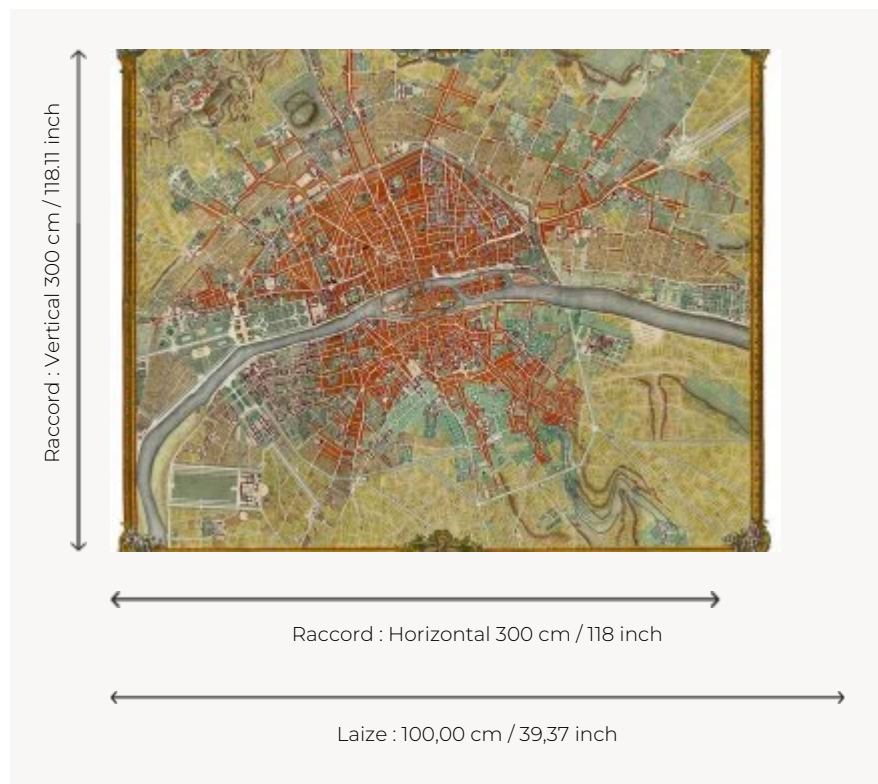 Raccord : Vertical 300 cm / 118.11 inch
Raccord : Horizontal 300 cm / 118 inch
Laize : 100,00 cm / 39,37 inch